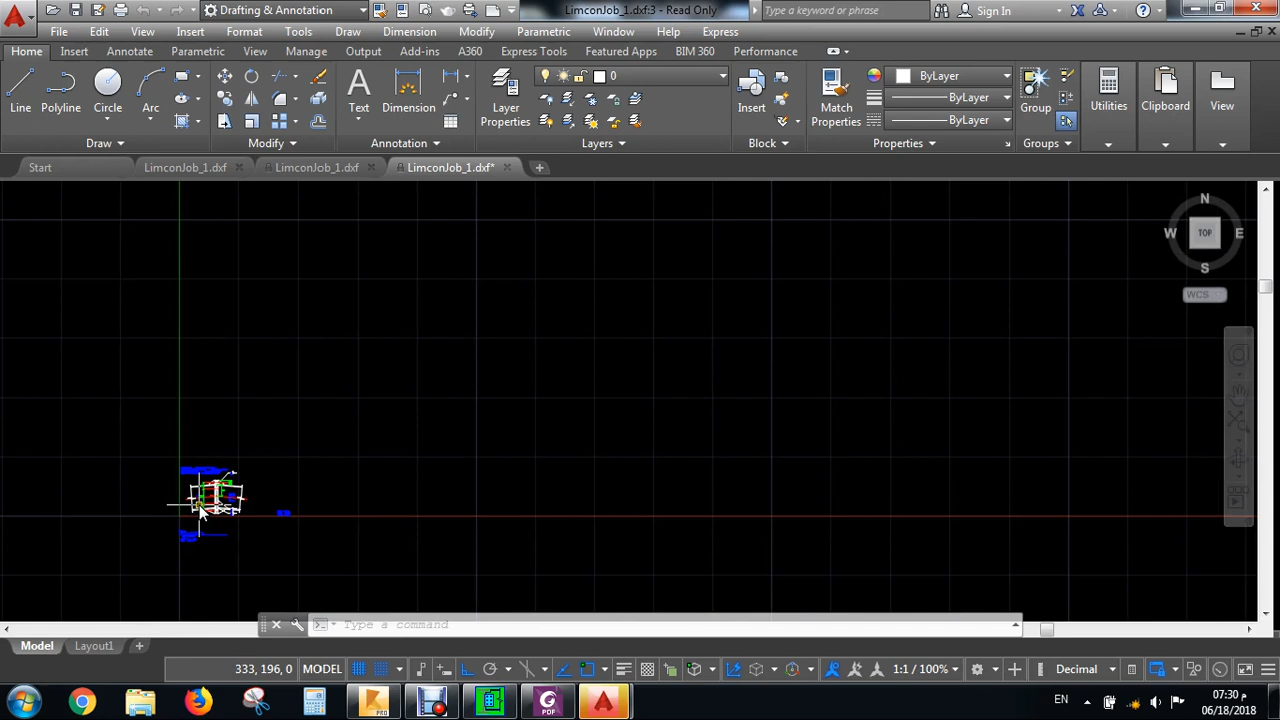 Drafting & Annotation
LimconJob_1.dxf:3 - Read Only
Type a keyword or phrase
Sign In
File Edit View Insert Format Tools Draw Dimension Modify Parametric Window Help Express
Home Insert Annotate Parametric View Manage Output Add-ins A360 Express Tools Featured Apps BIM 360 Performance
0
ByLayer
ByLayer
ByLayer
Line Polyline Circle Arc Text Dimension Layer Properties Insert Match Properties Group Utilities Clipboard View
Draw Modify Annotation Layers Block Properties Groups
Start LimconJob_1.dxf LimconJob_1.dxf LimconJob_1.dxf*
N
W TOP E
S
WCS
Type a command
Model Layout1
333, 196, 0 MODEL 1:1 / 100% Decimal
PRO
PDF
EN
07:30 م
06/18/2018